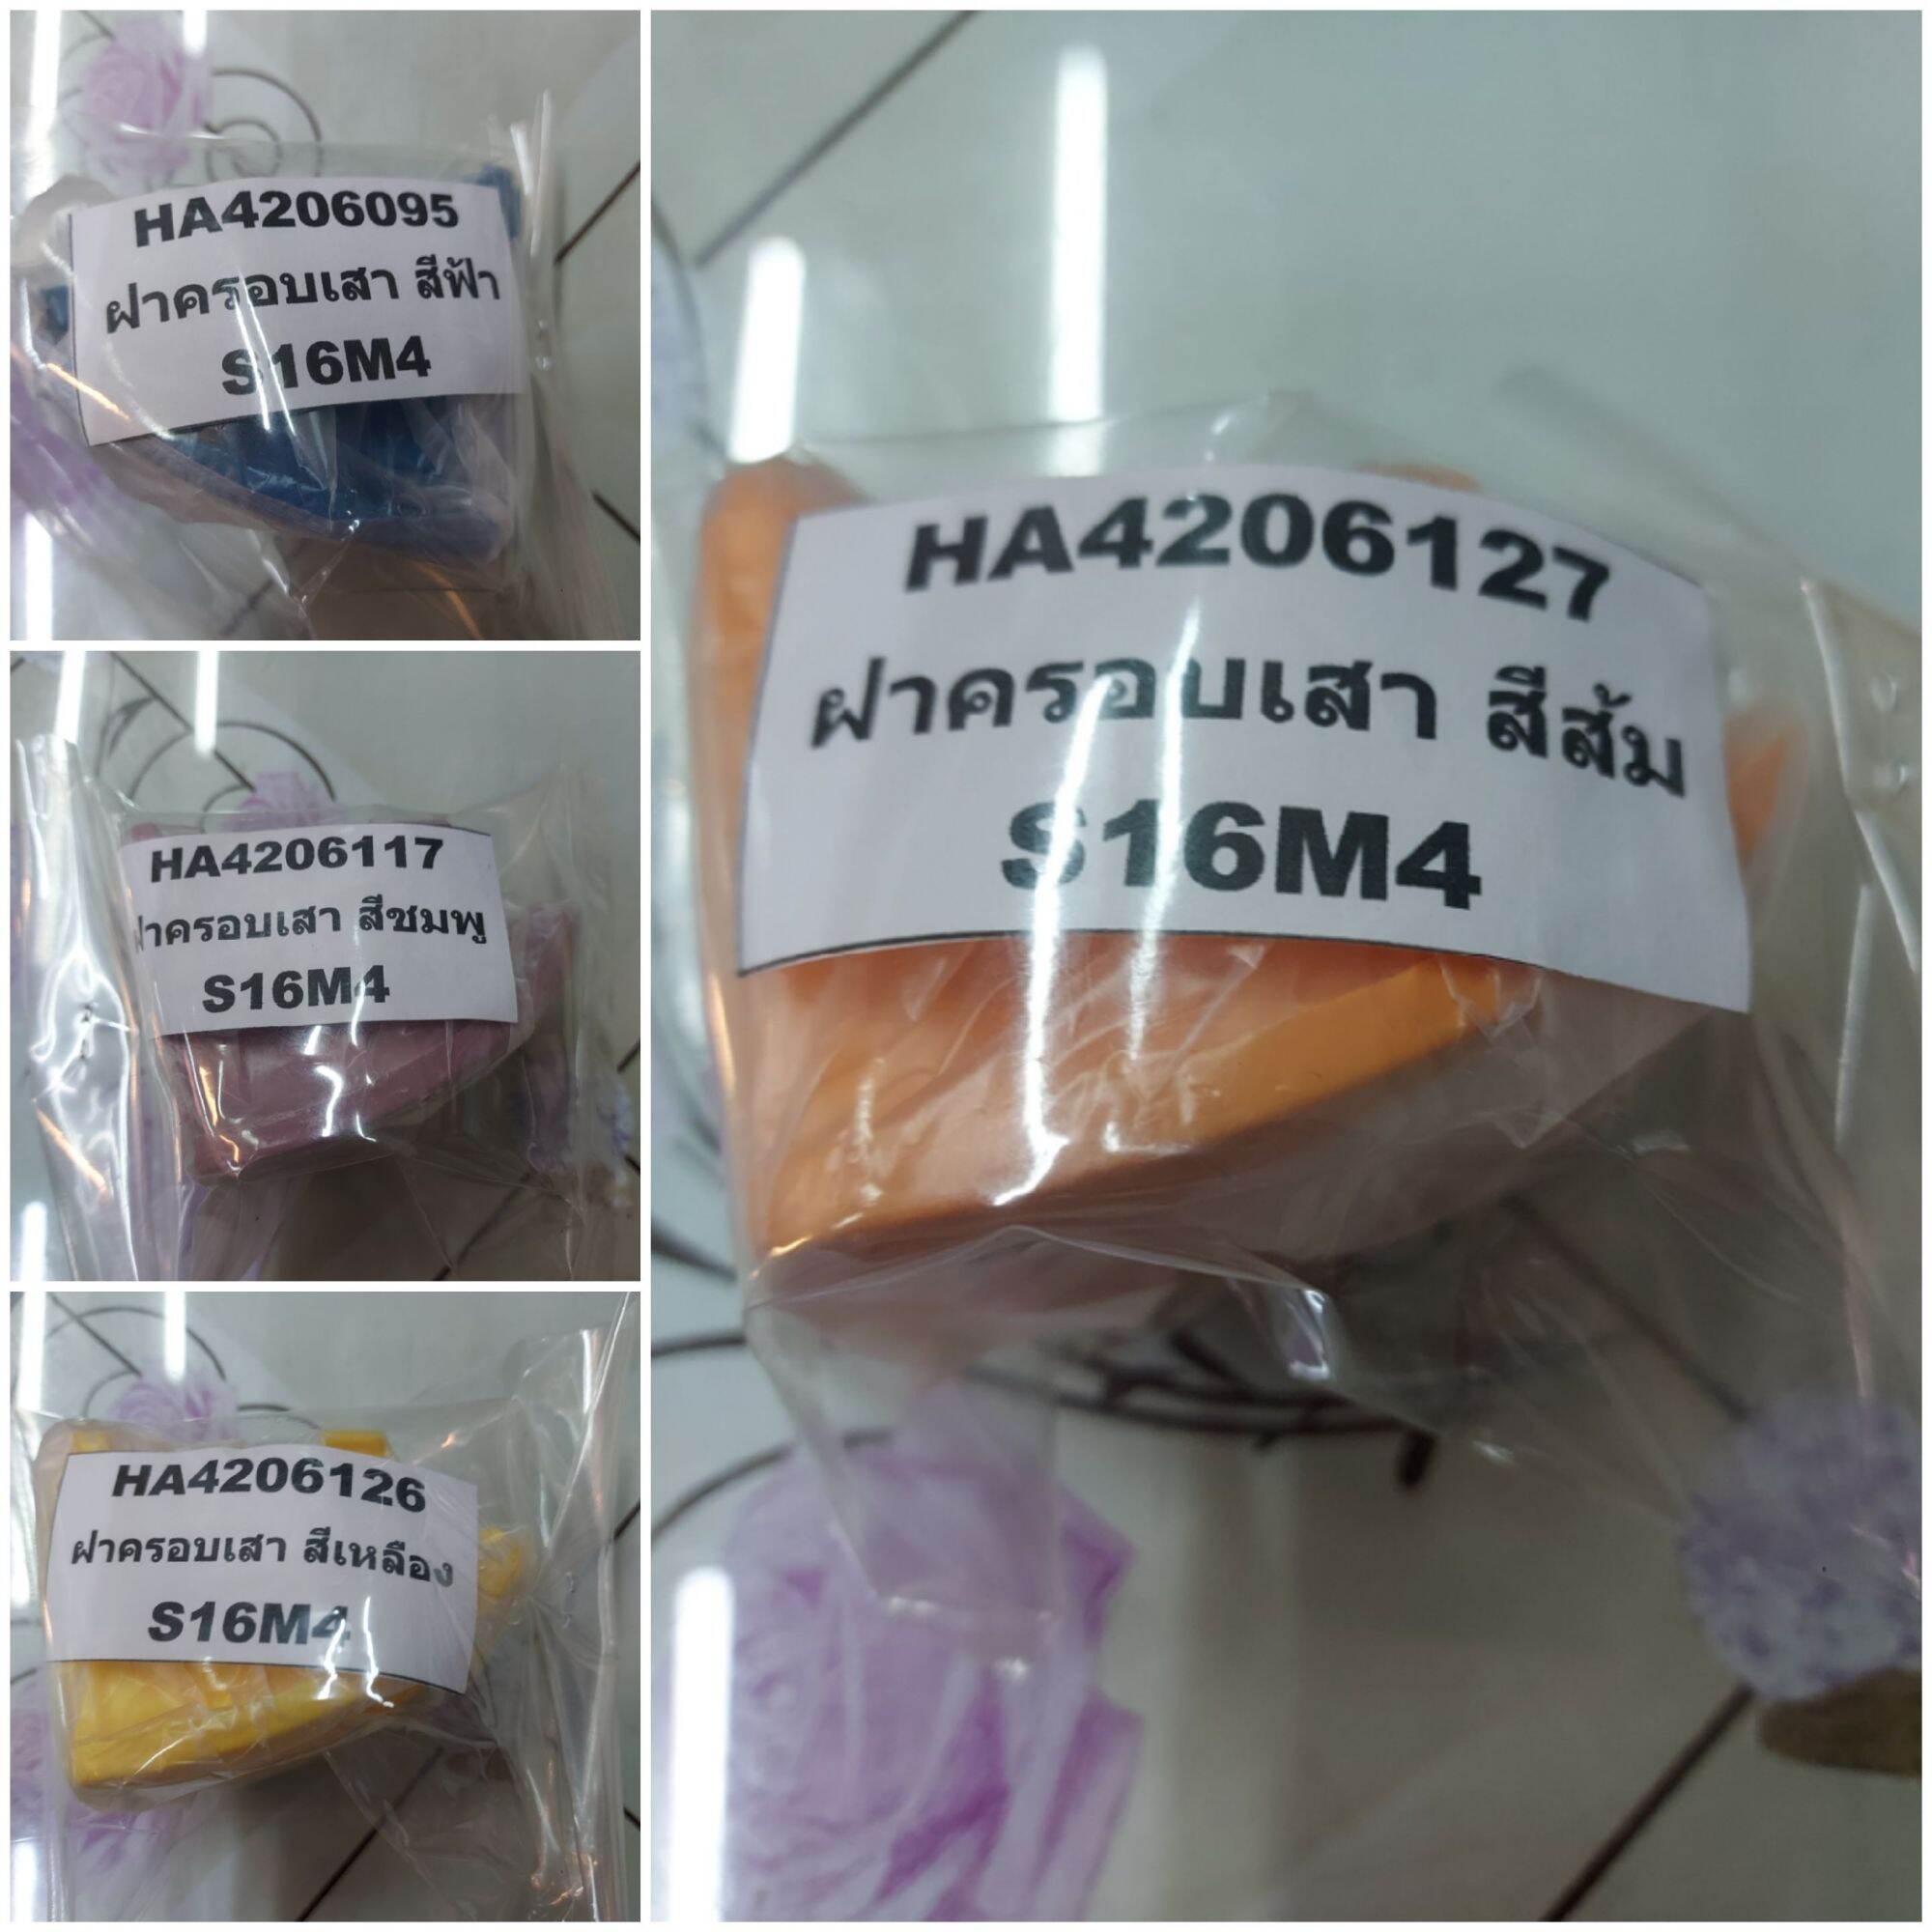 HA4206095
ฝาครอบเสา สีฟ้า
S16M4
HA4206117
ฝาครอบเสา สีชมพู
S16M4
HA4206126
ฝาครอบเสา สีเหลือง
S16M4
HA4206127
ฝาครอบเสา สีส้ม
S16M4